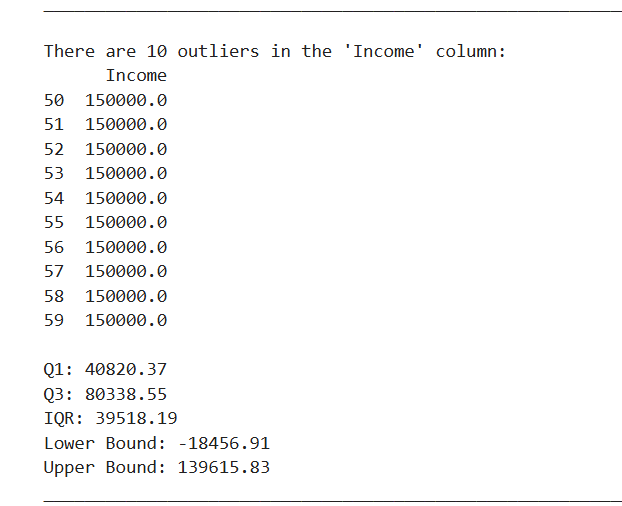 There are 10 outliers in the 'Income' column:
Income
50 150000.0
51 150000.0
52 150000.0
53 150000.0
54 150000.0
55 150000.0
56 150000.0
57 150000.0
58 150000.0
59 150000.0
Q1: 40820.37
Q3: 80338.55
IQR: 39518.19
Lower Bound: -18456.91
Upper Bound: 139615.83